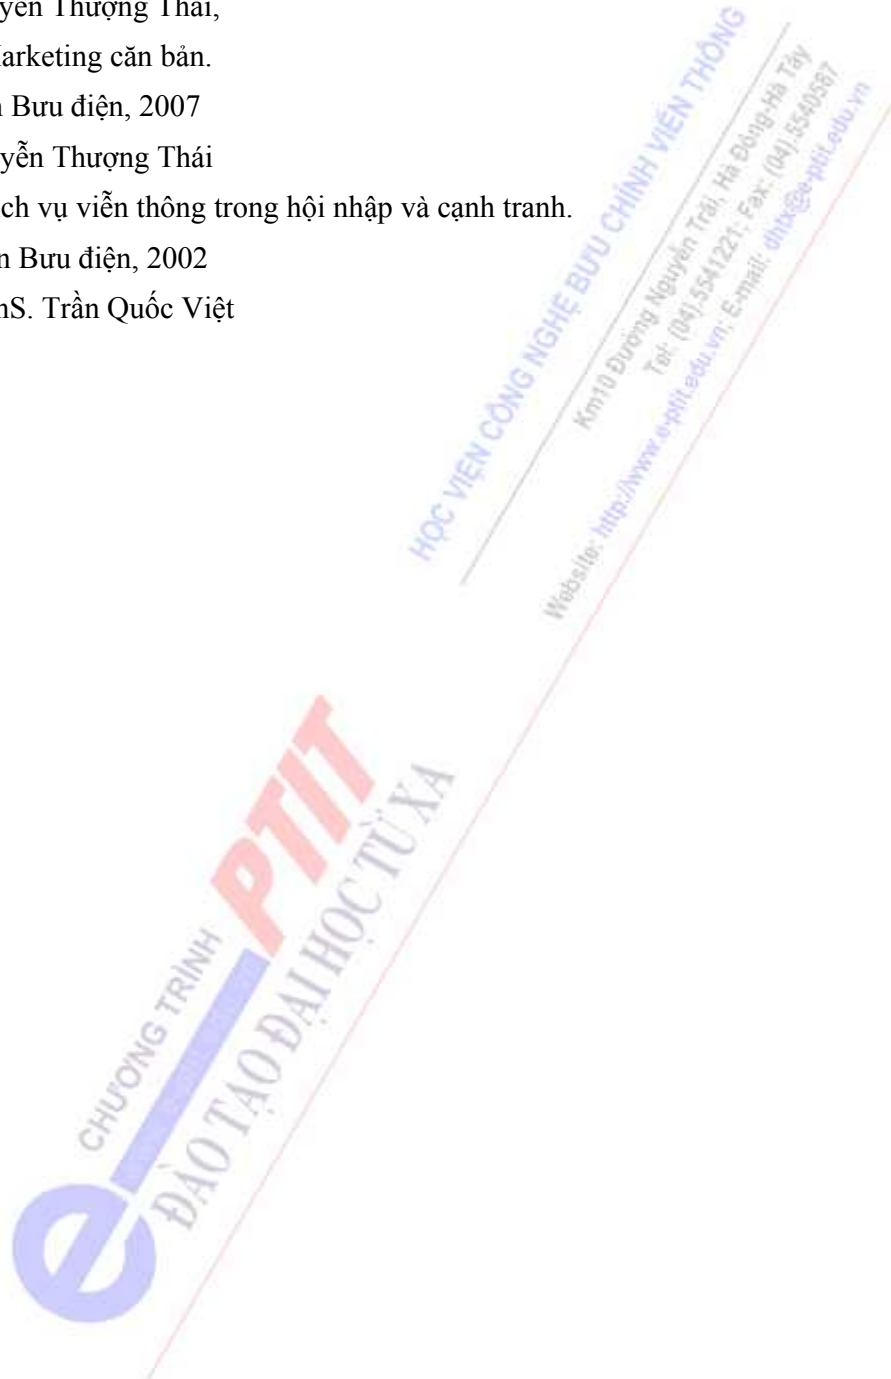 yễn Thượng Thái,
Marketing căn bản.
n Bưu điện, 2007
yễn Thượng Thái
ịch vụ viễn thông trong hội nhập và cạnh tranh.
n Bưu điện, 2002
hS. Trần Quốc Việt
HỌC VIỆN CÔNG NGHỆ BƯU CHÍNH VIỄN THÔNG
Km10 Đường Nguyễn Trãi, Hà Đông-Hà Tây
Tel: (04).5541221; Fax: (04).5540587
Website: http://www.e-ptit.edu.vn; E-mail: dhtx@e-ptit.edu.vn
CHƯƠNG TRÌNH
PTIT
e
ĐÀO TẠO ĐẠI HỌC TỪ XA